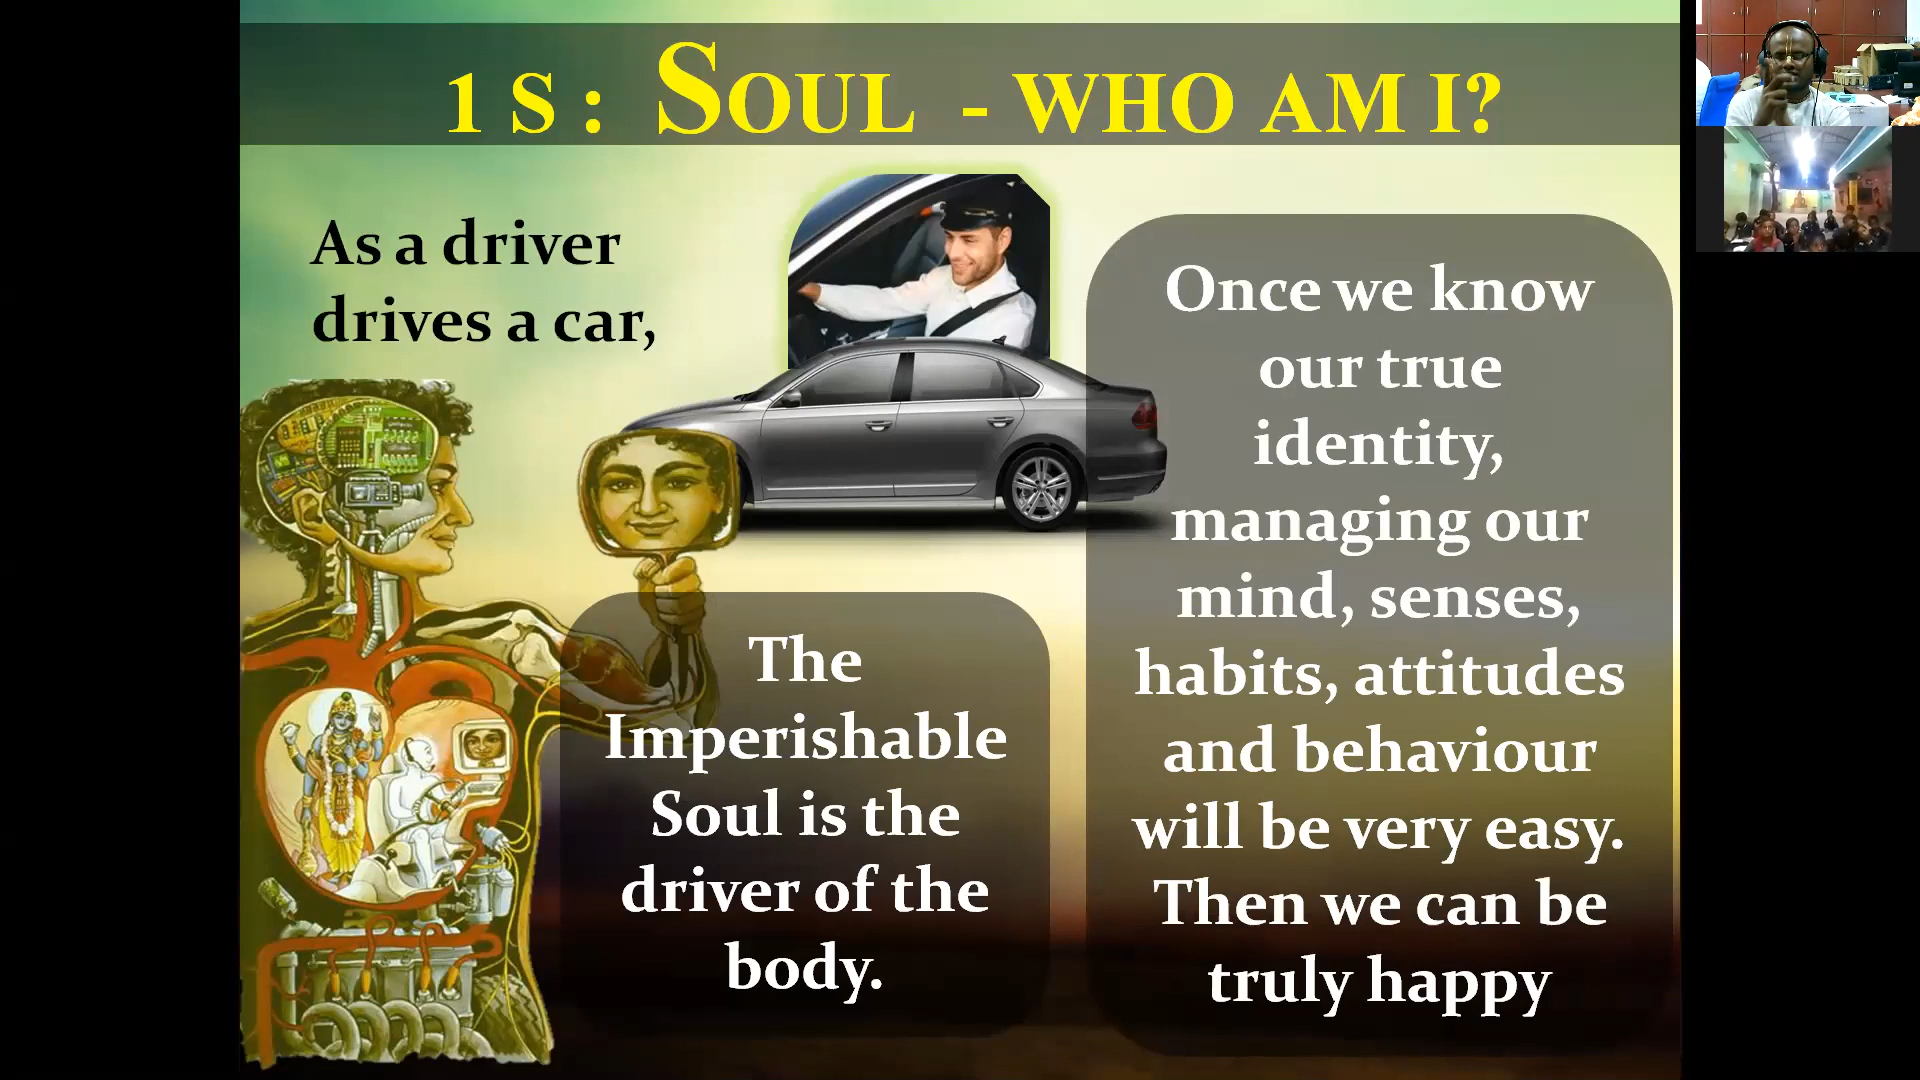 1 S : SOUL - WHO AM I?
As a driver
drives a car,
The
Imperishable
Soul is the
driver of the
body.
Once we know
our true
identity,
managing our
mind, senses,
habits, attitudes
and behaviour
will be very easy.
Then we can be
truly happy